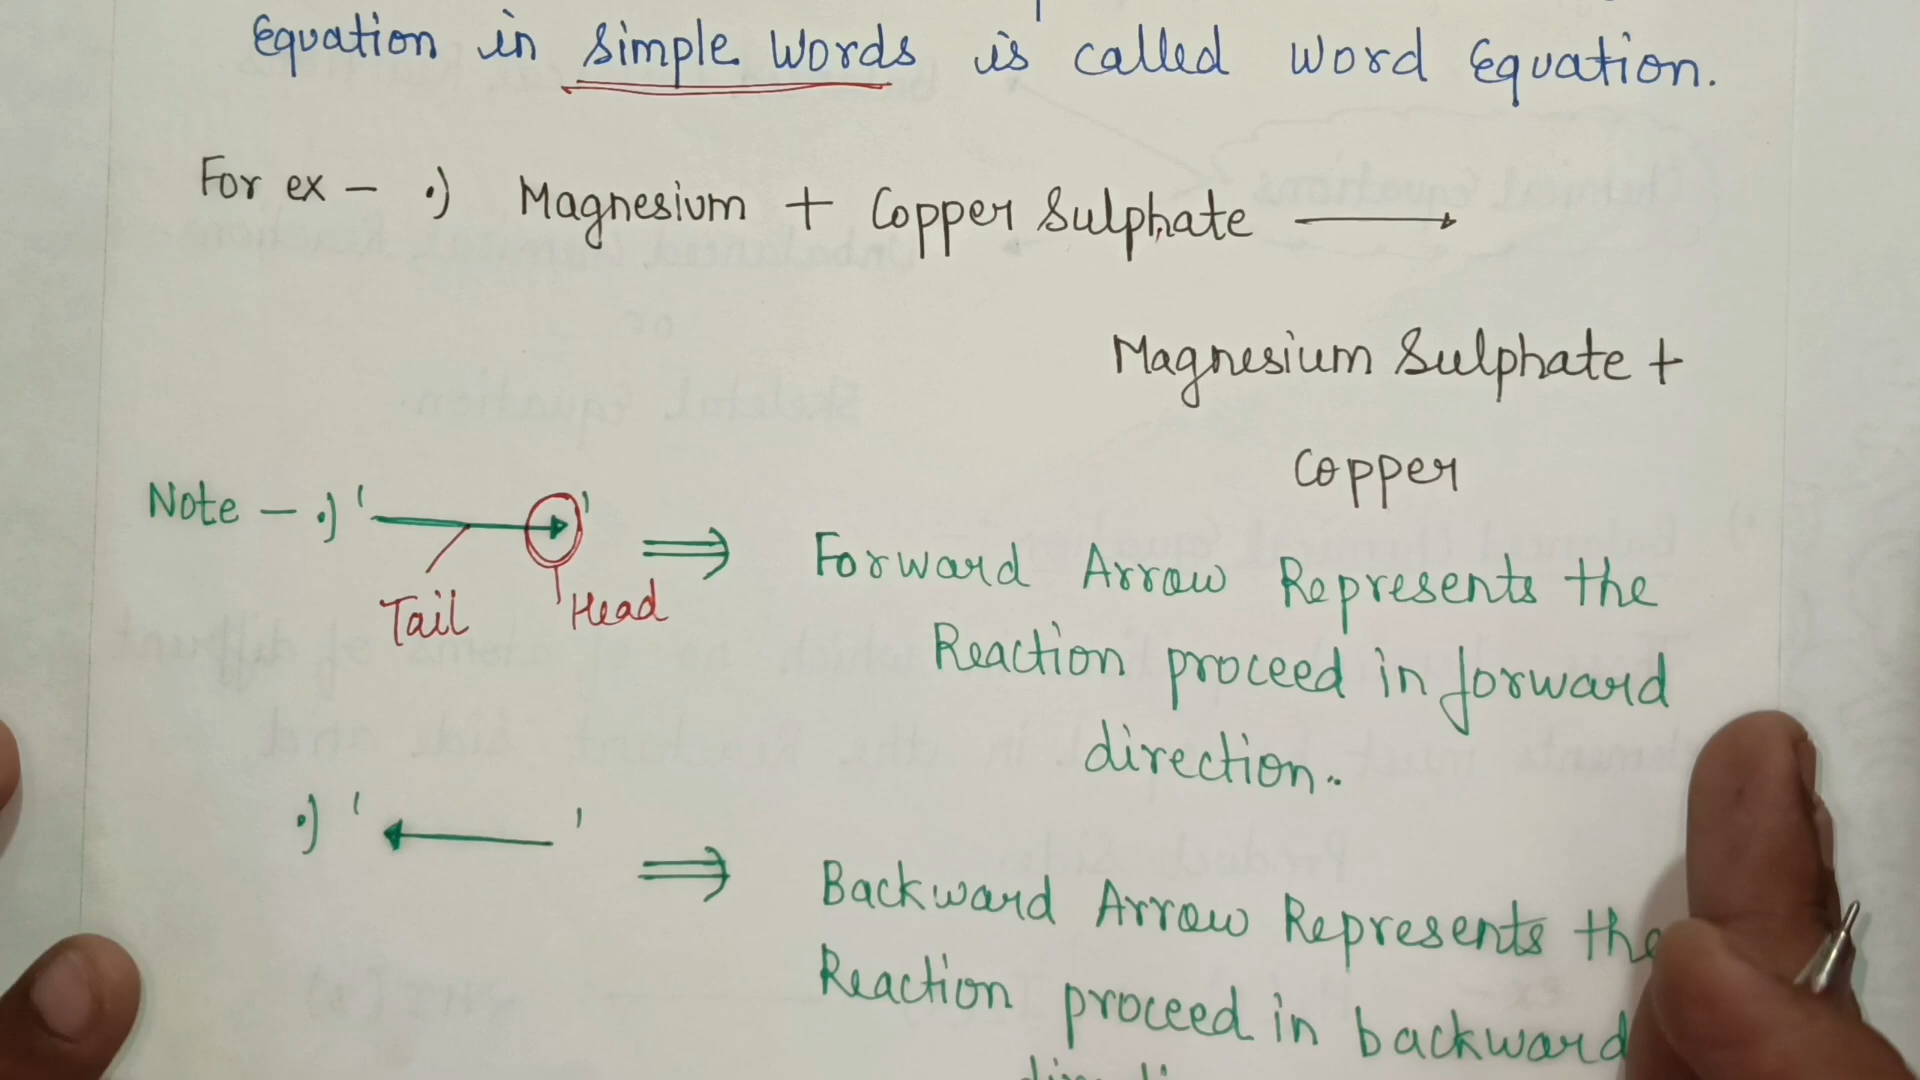 Equation in simple words is called word Equation.
For ex - •) Magnesium + Copper Sulphate ⟶
Magnesium Sulphate +
Copper
Note - •) ' ⟶ ' ⟹ Forward Arrow Represents the
Tail Head
Reaction proceed in forward
direction.
•) ' ⟵ ' ⟹ Backward Arrow Represents the
Reaction proceed in backward